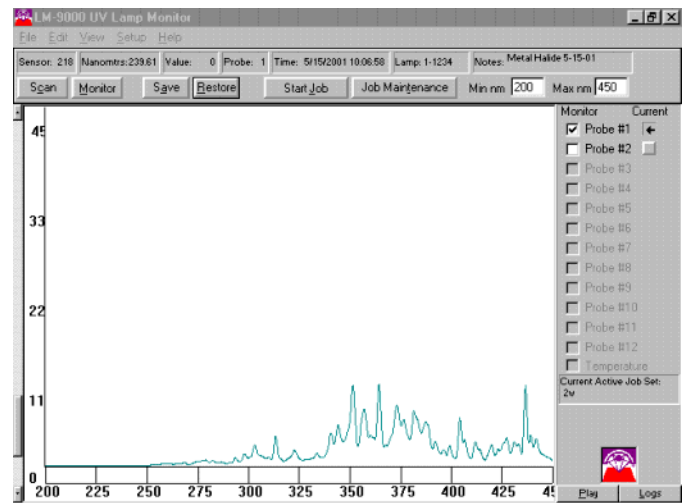 LM-9000 UV Lamp Monitor
File Edit View Setup Help
Sensor: 218 Nanomtrs:239.61 Value: 0 Probe: 1 Time: 5/15/2001 10:06:58 Lamp: 1-1234 Notes: Metal Halide 5-15-01
Scan Monitor Save Restore Start Job Job Maintenance Min nm 200 Max nm 450
Monitor Current
Probe #1
Probe #2
Probe #3
Probe #4
Probe #5
Probe #6
Probe #7
Probe #8
Probe #9
Probe #10
Probe #11
Probe #12
Temperature
Current Active Job Set:
2w
Play Logs
45
33
22
11
0
200 225 250 275 300 325 350 375 400 425 45